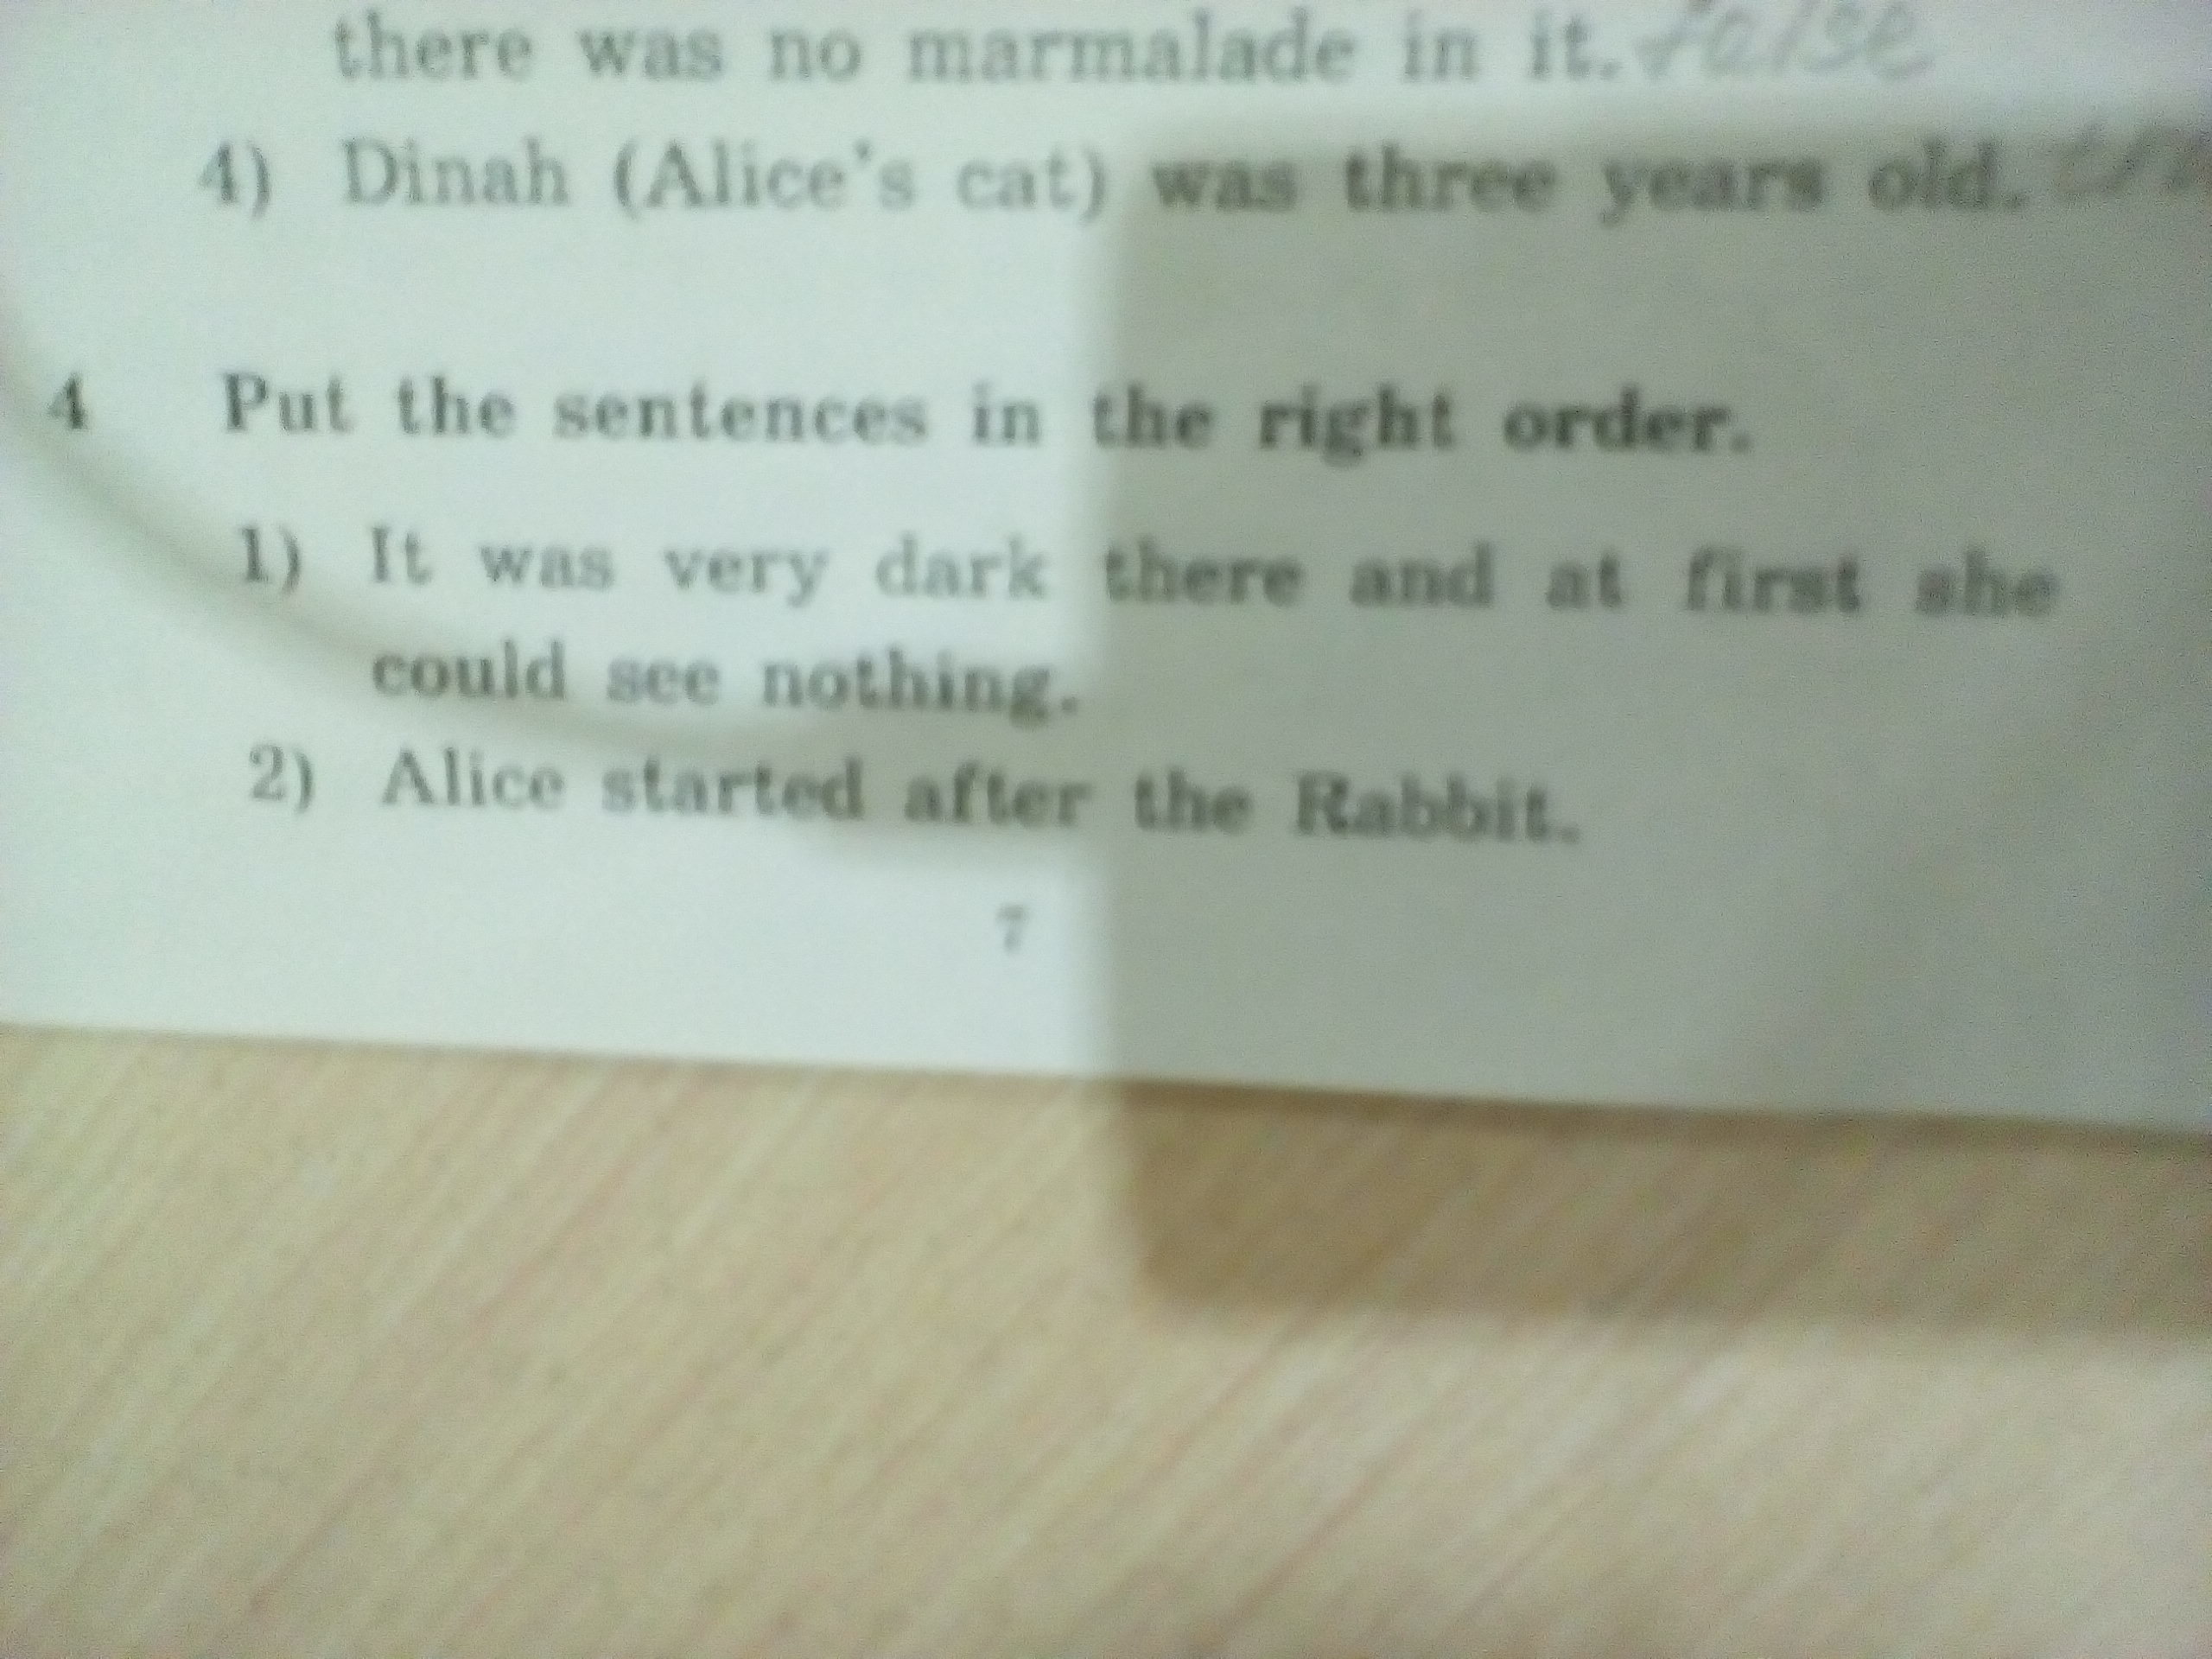 there was no marmalade in it. false
4) Dinah (Alice's cat) was three years old.
4 Put the sentences in the right order.
1) It was very dark there and at first she
could see nothing.
2) Alice started after the Rabbit.
7